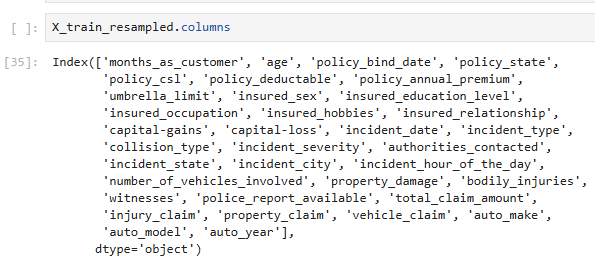 [ ]: X_train_resampled.columns
[35]: Index(['months_as_customer', 'age', 'policy_bind_date', 'policy_state',
'policy_csl', 'policy_deductable', 'policy_annual_premium',
'umbrella_limit', 'insured_sex', 'insured_education_level',
'insured_occupation', 'insured_hobbies', 'insured_relationship',
'capital-gains', 'capital-loss', 'incident_date', 'incident_type',
'collision_type', 'incident_severity', 'authorities_contacted',
'incident_state', 'incident_city', 'incident_hour_of_the_day',
'number_of_vehicles_involved', 'property_damage', 'bodily_injuries',
'witnesses', 'police_report_available', 'total_claim_amount',
'injury_claim', 'property_claim', 'vehicle_claim', 'auto_make',
'auto_model', 'auto_year'],
dtype='object')